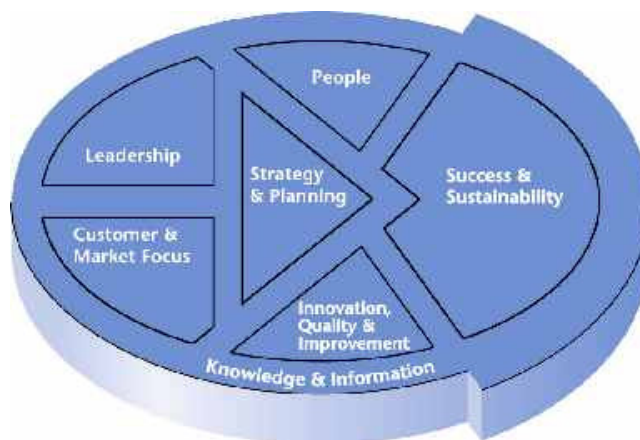 People
Leadership
Strategy
& Planning
Success &
Sustainability
Customer &
Market Focus
Innovation,
Quality &
Improvement
Knowledge & Information